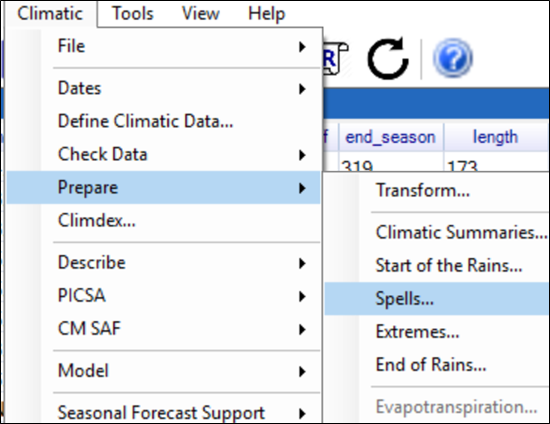 Climatic Tools View Help
File
Dates
Define Climatic Data...
Check Data
Prepare
Climdex...
Describe
PICSA
CM SAF
Model
Seasonal Forecast Support
R
f end_season length
319 173
Transform...
Climatic Summaries...
Start of the Rains...
Spells...
Extremes...
End of Rains...
Evapotranspiration...